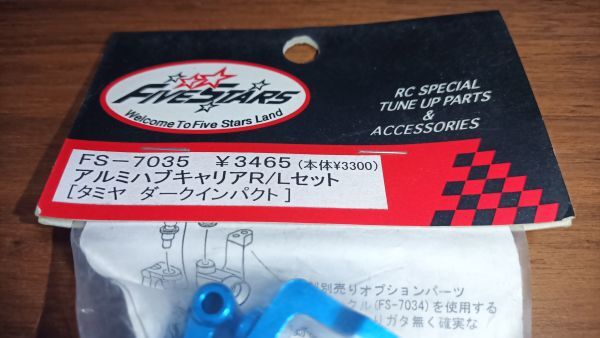 FIVESTARS
Welcome To Five Stars Land
RC SPECIAL
TUNE UP PARTS
&
ACCESSORIES
FS-7035 ¥3465(本体¥3300)
アルミハブキャリアR/Lセット
[タミヤ ダークインパクト]
別売りオプションパーツ
クル(FS-7034)を使用する
りガタ無く確実な